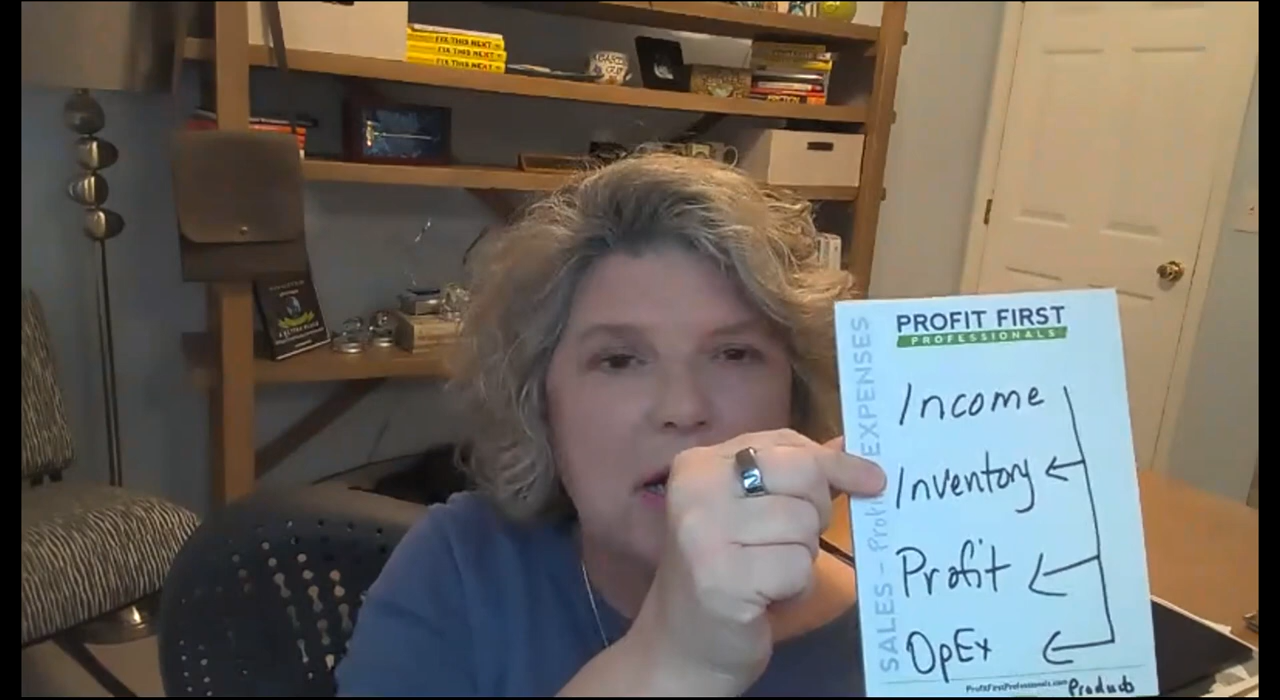 FIX THIS NEXT
FIX THIS NEXT
FIX THIS NEXT
PROFIT FIRST
PROFESSIONALS
SALES - Profi EXPENSES
Income
Inventory
Profit
OpEx
ProfitFirstProfessionals.com
Products